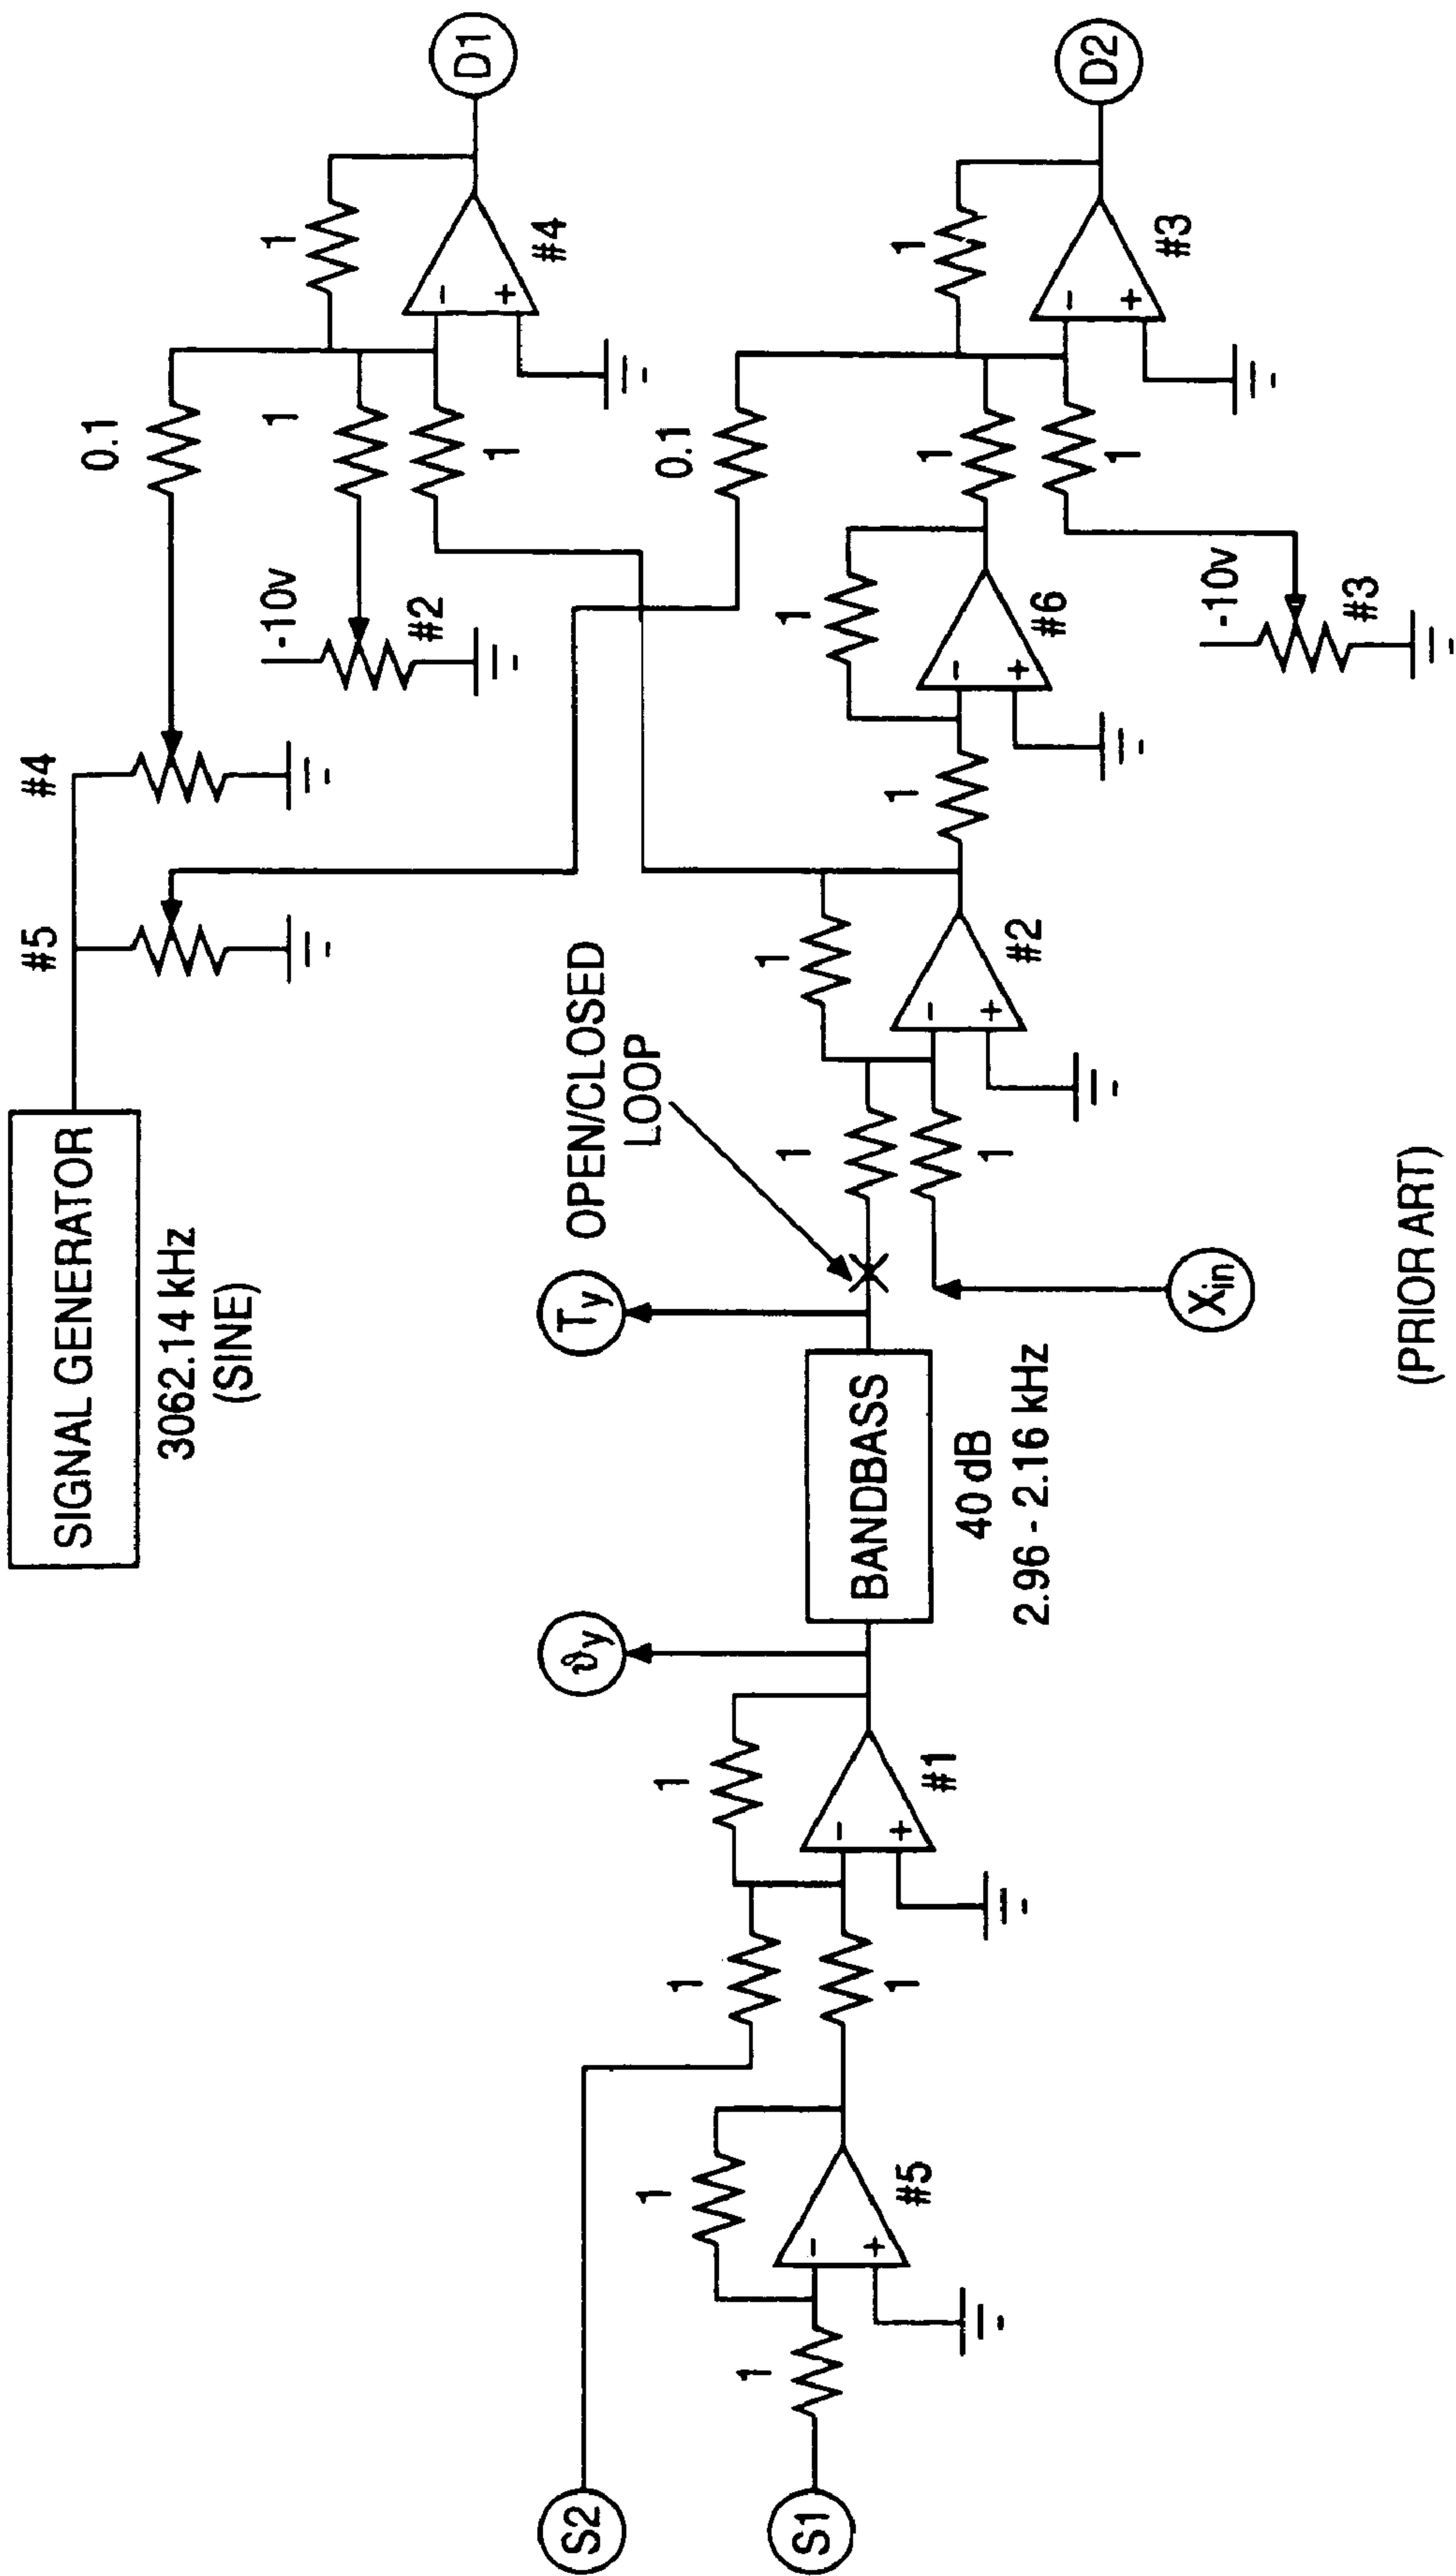 SIGNAL GENERATOR
3062.14 kHz
(SINE)
#5
#4
0.1
-10v
#2
1
1
1
#4
- +
D1
S2
S1
1
1
#5
- +
1
1
1
#1
- +
ϑy
BANDBASS
40 dB
2.96 - 2.16 kHz
Ty
OPEN/CLOSED
LOOP
Xin
1
1
1
#2
- +
1
1
#6
- +
0.1
1
1
-10v
#3
1
#3
- +
D2
(PRIOR ART)